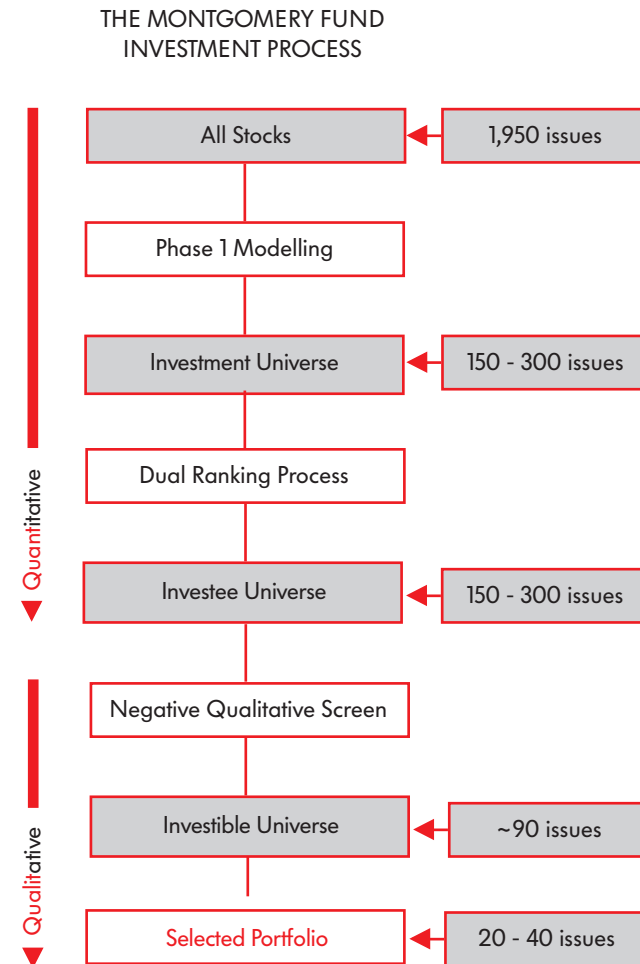 THE MONTGOMERY FUND
INVESTMENT PROCESS
All Stocks
1,950 issues
Phase 1 Modelling
Investment Universe
150 - 300 issues
Dual Ranking Process
Quantitative
Investee Universe
150 - 300 issues
Negative Qualitative Screen
Investible Universe
~90 issues
Qualitative
Selected Portfolio
20 - 40 issues